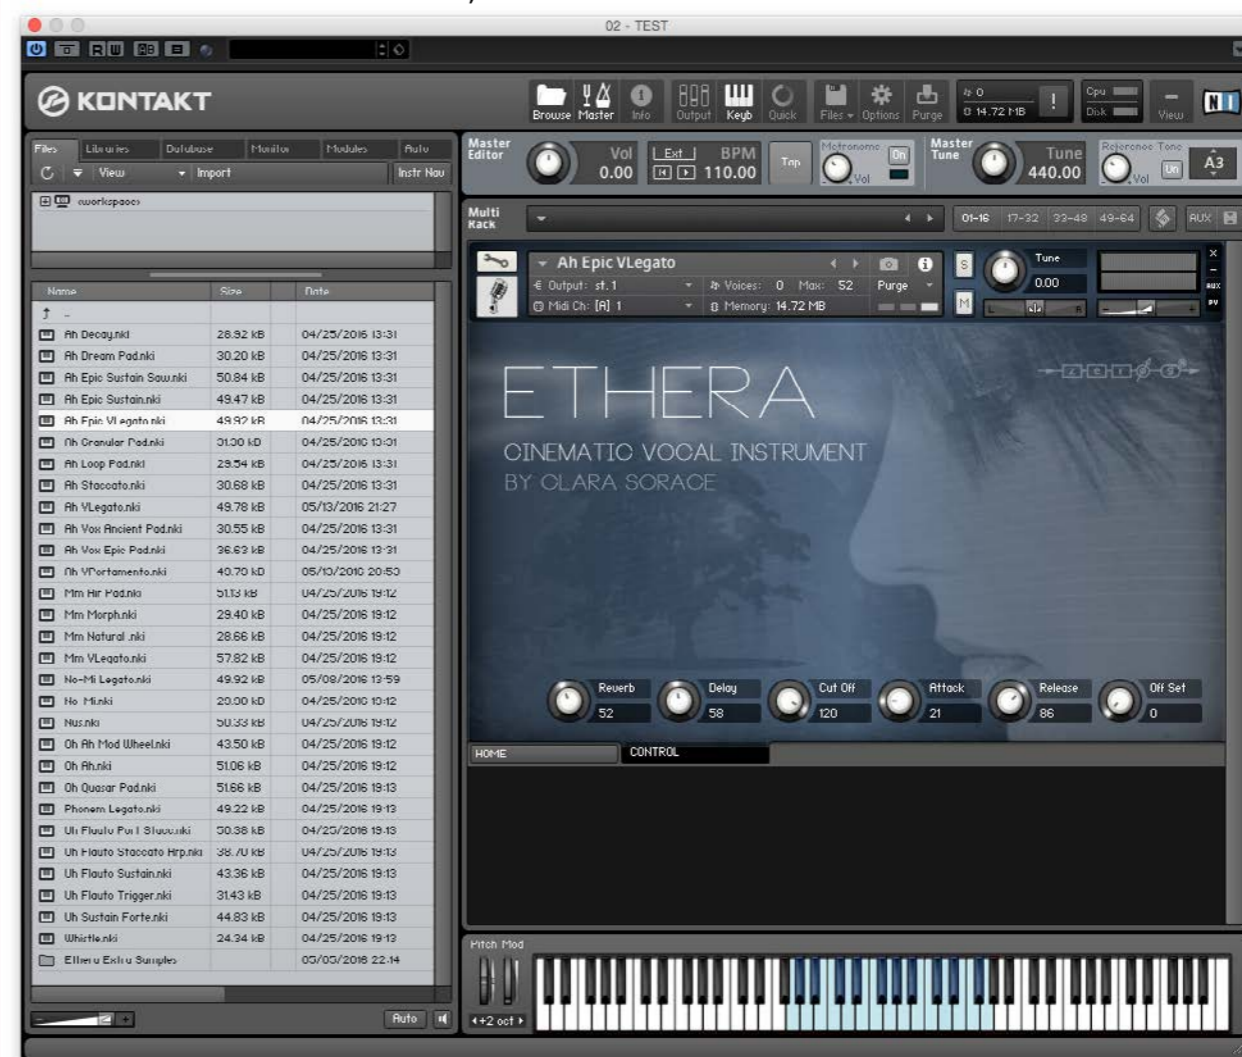 02 - TEST
R W AB
KONTAKT
Browse Master Info Output Keyb Quick Files Options Purge 0 14.72 MB ! Cpu Disk View NI
Files Libraries Database Monitor Modules Auto
View Import Instr Nav
<workspace>
Master Editor Vol 0.00 Ext BPM 110.00 Tap Metronome Vol On Master Tune Tune 440.00 Reference Tone Vol On A3
Multi Rack 01-16 17-32 33-48 49-64 AUX
Ah Epic VLegato S Tune
Output: st.1 Voices: 0 Max: 52 Purge 0.00 AUX
Midi Ch: [A] 1 Memory: 14.72 MB M L R - + PV
Name Size Date
Ah Decay.nki 28.92 kB 04/25/2016 13:31
Ah Dream Pad.nki 30.20 kB 04/25/2016 13:31
Ah Epic Sustain Saw.nki 50.84 kB 04/25/2016 13:31
Ah Epic Sustain.nki 49.47 kB 04/25/2016 13:31
Ah Epic VLegato.nki 49.92 kB 04/25/2016 13:31
Ah Granular Pad.nki 31.30 kB 04/25/2016 13:31
Ah Loop Pad.nki 29.54 kB 04/25/2016 13:31
Ah Staccato.nki 30.68 kB 04/25/2016 13:31
Ah VLegato.nki 49.78 kB 05/13/2016 21:27
Ah Vox Ancient Pad.nki 30.55 kB 04/25/2016 13:31
Ah Vox Epic Pad.nki 36.63 kB 04/25/2016 13:31
Ah VPortamento.nki 05/13/2016
Mm Air Pad.nki 51.13 kB 04/25/2016 19:12
Mm Morph.nki 29.40 kB 04/25/2016 19:12
Mm Natural .nki 28.66 kB 04/25/2016 19:12
Mm VLegato.nki 57.82 kB 04/25/2016 19:12
No-Mi Legato.nki 49.92 kB 05/08/2016 13:59
No-Mi.nki 04/25/2016 19:12
Nus.nki 50.33 kB 04/25/2016 19:12
Oh Ah Mod Wheel.nki 43.50 kB 04/25/2016 19:12
Oh Ah.nki 51.06 kB 04/25/2016 19:12
Oh Quasar Pad.nki 51.66 kB 04/25/2016 19:13
Phonem Legato.nki 49.22 kB 04/25/2016 19:13
Uh Flauto Port Stacc.nki 50.38 kB 04/25/2016 19:13
Uh Flauto Staccato Arp.nki 38.70 kB 04/25/2016 19:13
Uh Flauto Sustain.nki 43.36 kB 04/25/2016 19:13
Uh Flauto Trigger.nki 31.43 kB 04/25/2016 19:13
Uh Sustain Forte.nki 44.83 kB 04/25/2016 19:13
Whistle.nki 24.34 kB 04/25/2016 19:13
Ethera Extra Samples 05/05/2016 22:14
Auto
ETHERA
CINEMATIC VOCAL INSTRUMENT
BY CLARA SORACE
Reverb Delay Cut Off Attack Release Off Set
52 58 120 21 86 0
HOME CONTROL
Pitch Mod
+2 oct